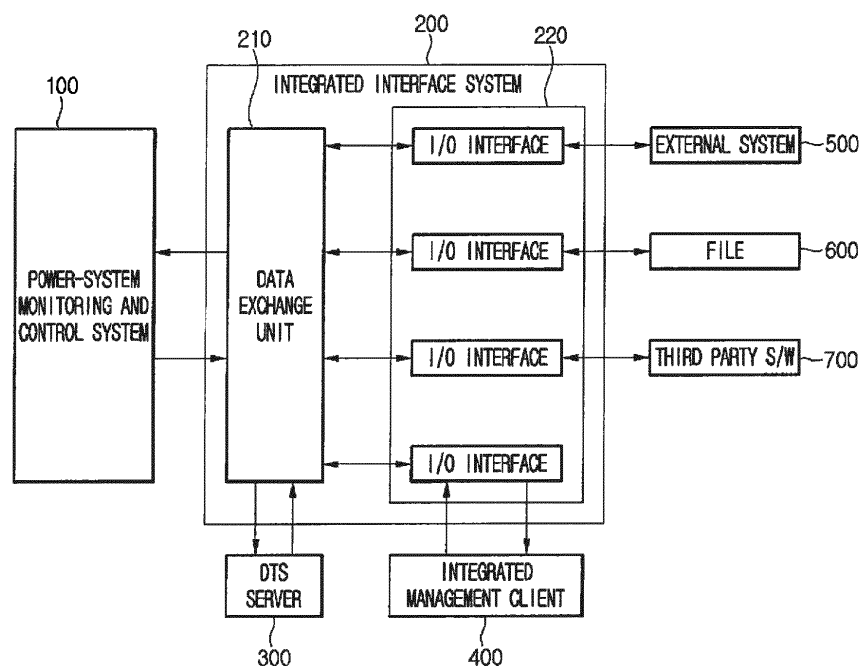 200
210
220
100
INTEGRATED INTERFACE SYSTEM
I/O INTERFACE
EXTERNAL SYSTEM
500
I/O INTERFACE
FILE
600
POWER-SYSTEM
MONITORING AND
CONTROL SYSTEM
DATA
EXCHANGE
UNIT
I/O INTERFACE
THIRD PARTY S/W
700
I/O INTERFACE
DTS
SERVER
INTEGRATED
MANAGEMENT CLIENT
300
400